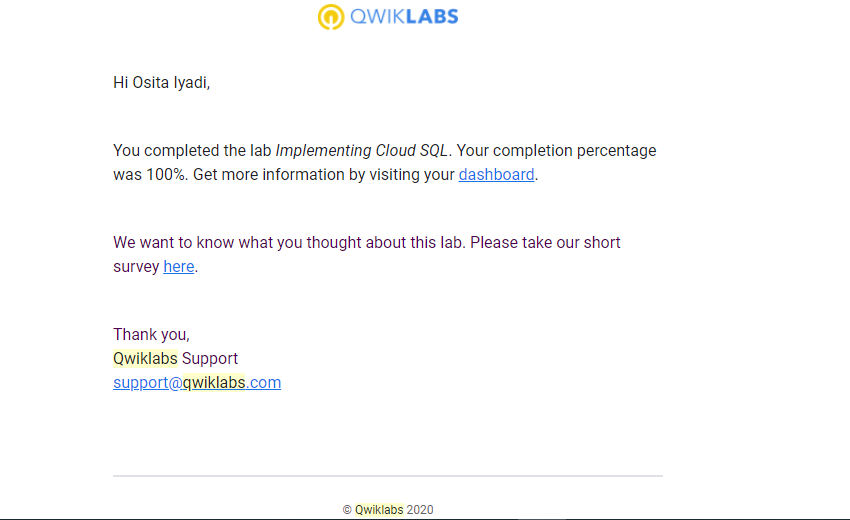 QWIKLABS
Hi Osita Iyadi,
You completed the lab Implementing Cloud SQL. Your completion percentage
was 100%. Get more information by visiting your dashboard.
We want to know what you thought about this lab. Please take our short
survey here.
Thank you,
Qwiklabs Support
support@qwiklabs.com
© Qwiklabs 2020